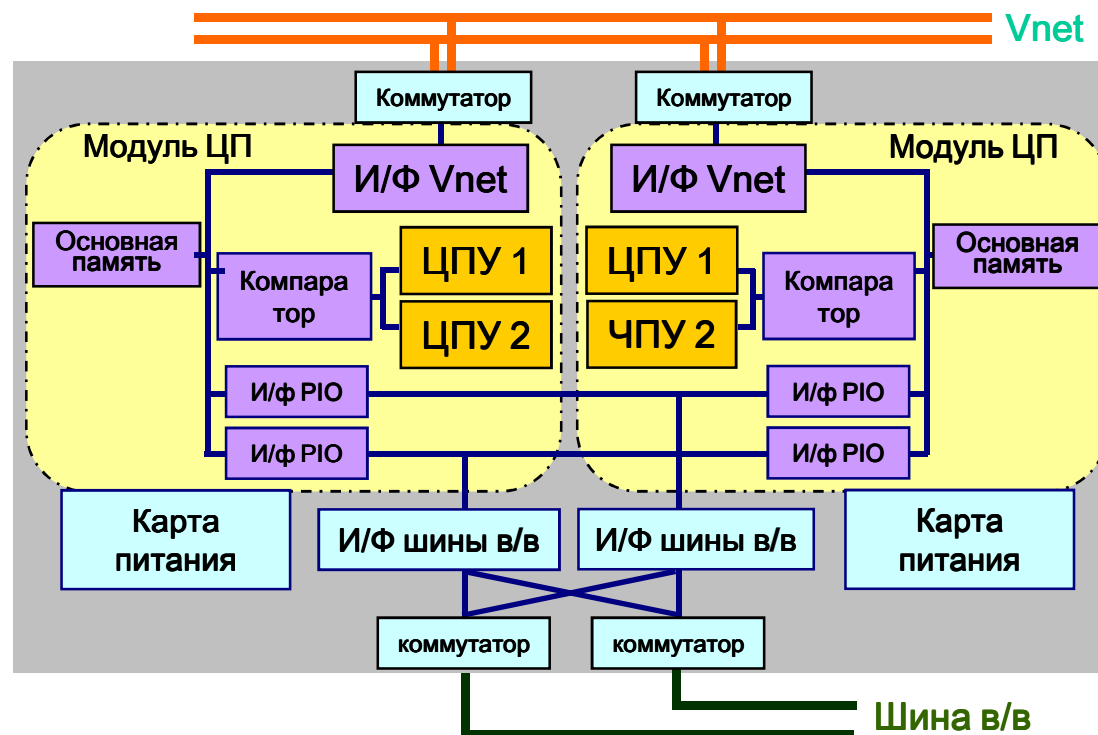 Vnet
Коммутатор
Коммутатор
Модуль ЦП
Модуль ЦП
И/Ф Vnet
И/Ф Vnet
Основная
память
Основная
память
ЦПУ 1
ЦПУ 1
Компара
тор
Компара
тор
ЦПУ 2
ЧПУ 2
И/ф PIO
И/ф PIO
И/ф PIO
И/ф PIO
Карта
питания
И/Ф шины в/в
И/Ф шины в/в
Карта
питания
коммутатор
коммутатор
Шина в/в